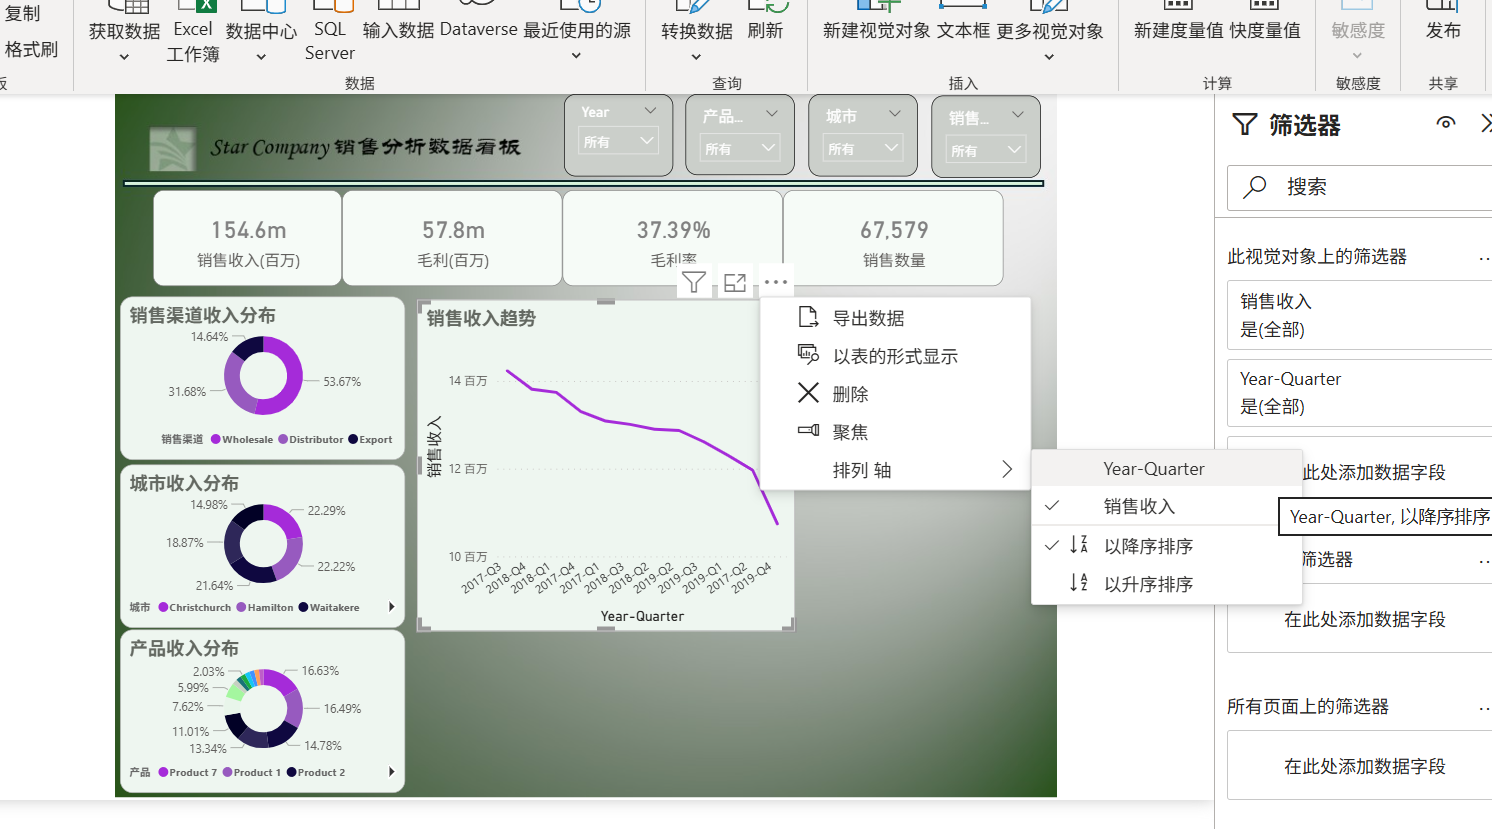 复制
格式刷
板
获取数据
Excel
工作簿
数据中心
SQL
Server
输入数据
Dataverse
最近使用的源
数据
转换数据
刷新
查询
新建视觉对象
文本框
更多视觉对象
插入
新建度量值
快度量值
计算
敏感度
敏感度
发布
共享
Star Company 销售分析数据看板
Year
所有
产品...
所有
城市
所有
销售...
所有
154.6m
销售收入(百万)
57.8m
毛利(百万)
37.39%
毛利率
67,579
销售数量
销售渠道收入分布
14.64%
31.68%
53.67%
销售渠道 Wholesale Distributor Export
城市收入分布
14.98%
22.29%
18.87%
22.22%
21.64%
城市 Christchurch Hamilton Waitakere
产品收入分布
2.03%
16.63%
5.99%
7.62%
16.49%
11.01%
13.34%
14.78%
产品 Product 7 Product 1 Product 2
销售收入趋势
14 百万
12 百万
10 百万
销售收入
2017-Q3
2018-Q4
2018-Q1
2017-Q4
2017-Q1
2018-Q3
2018-Q2
2019-Q2
2019-Q3
2019-Q1
2017-Q2
2019-Q4
Year-Quarter
导出数据
以表的形式显示
删除
聚焦
排列 轴
Year-Quarter
销售收入
以降序排序
以升序排序
Year-Quarter, 以降序排序
筛选器
搜索
此视觉对象上的筛选器
销售收入
是(全部)
Year-Quarter
是(全部)
此处添加数据字段
筛选器
在此处添加数据字段
所有页面上的筛选器
在此处添加数据字段